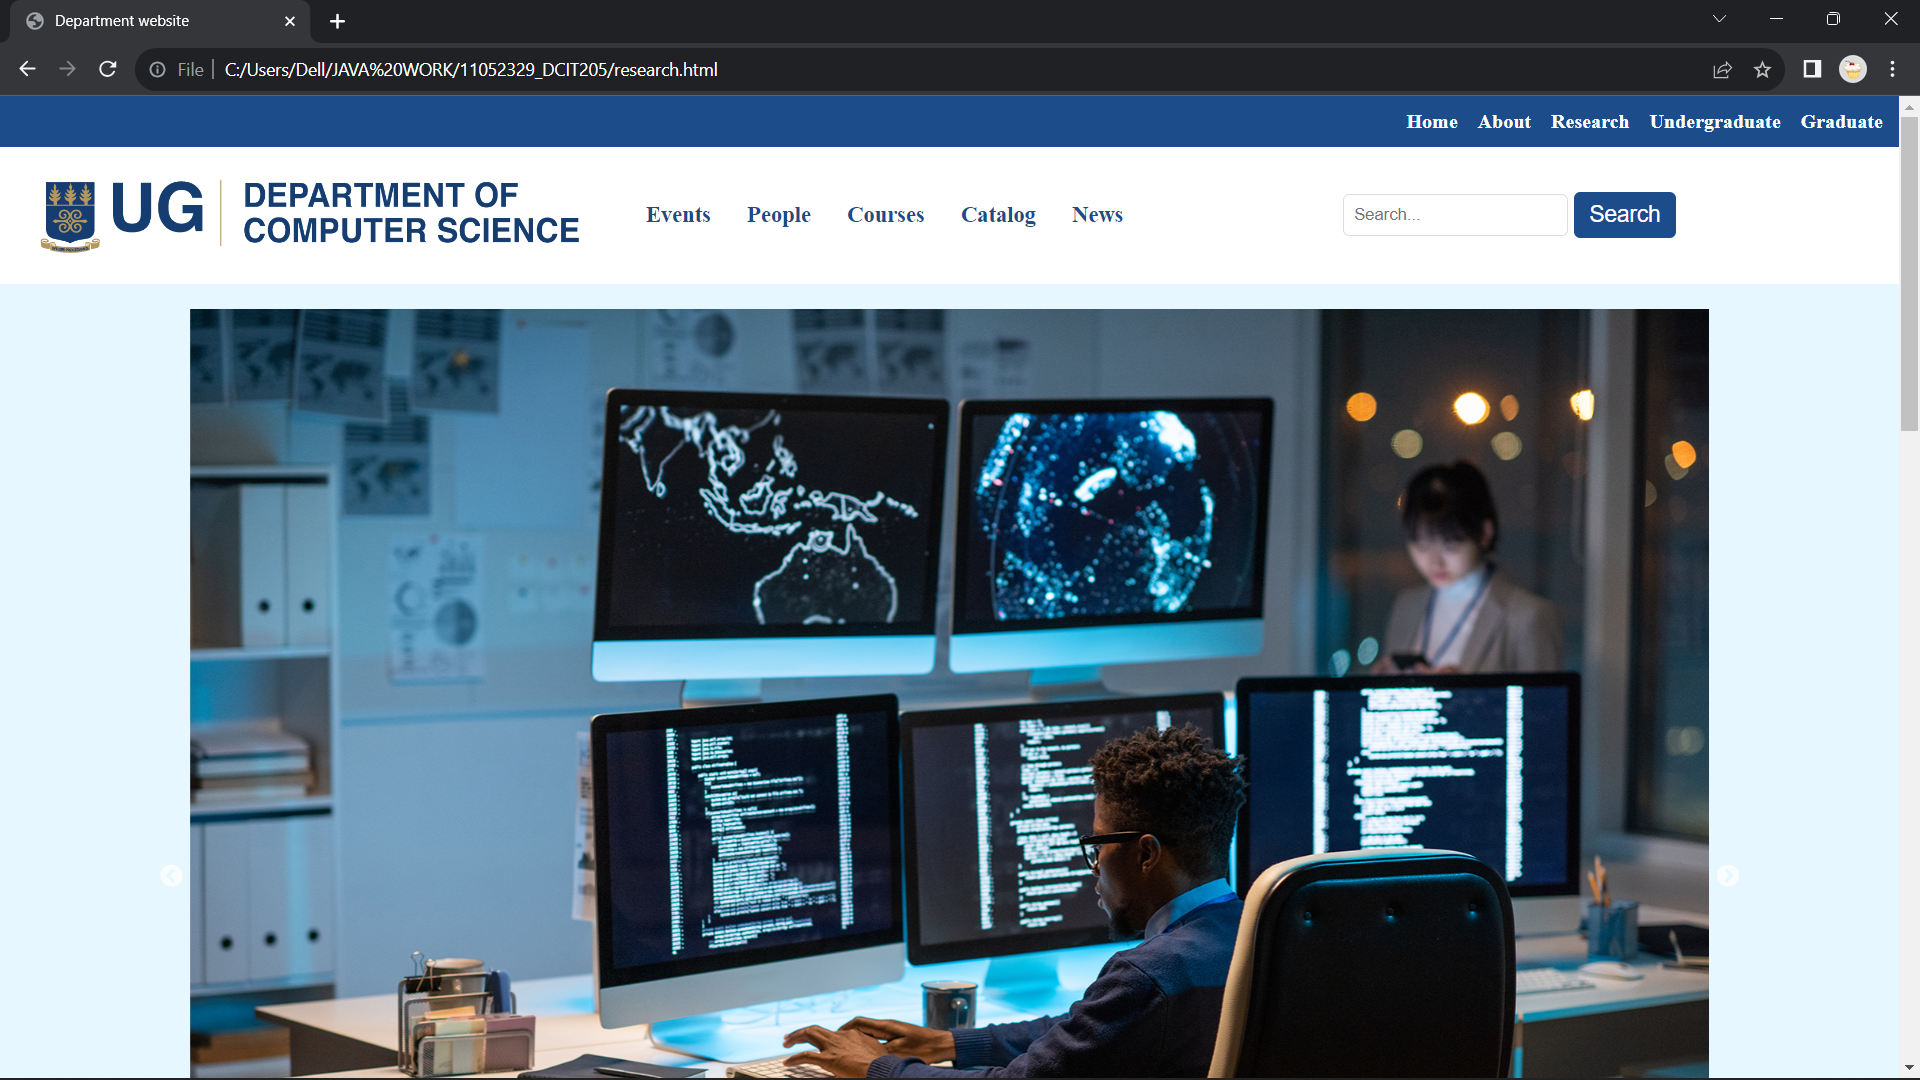 Department website
File C:/Users/Dell/JAVA%20WORK/11052329_DCIT205/research.html
Home About Research Undergraduate Graduate
UG DEPARTMENT OF COMPUTER SCIENCE
Events People Courses Catalog News
Search... Search